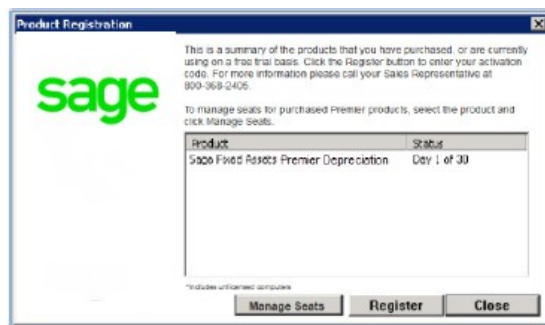 Product Registration
sage
This is a summary of the products that you have purchased, or are currently
using on a free trial basis. Click the Register button to enter your activation
code. For more information please call your Sales Representative at
800-368-2405.
To manage seats for purchased Premier products, select the product and
click Manage Seats.
Product Status
Sage Fixed Assets Premier Depreciation Day 1 of 30
*Includes unlicensed computers
Manage Seats Register Close